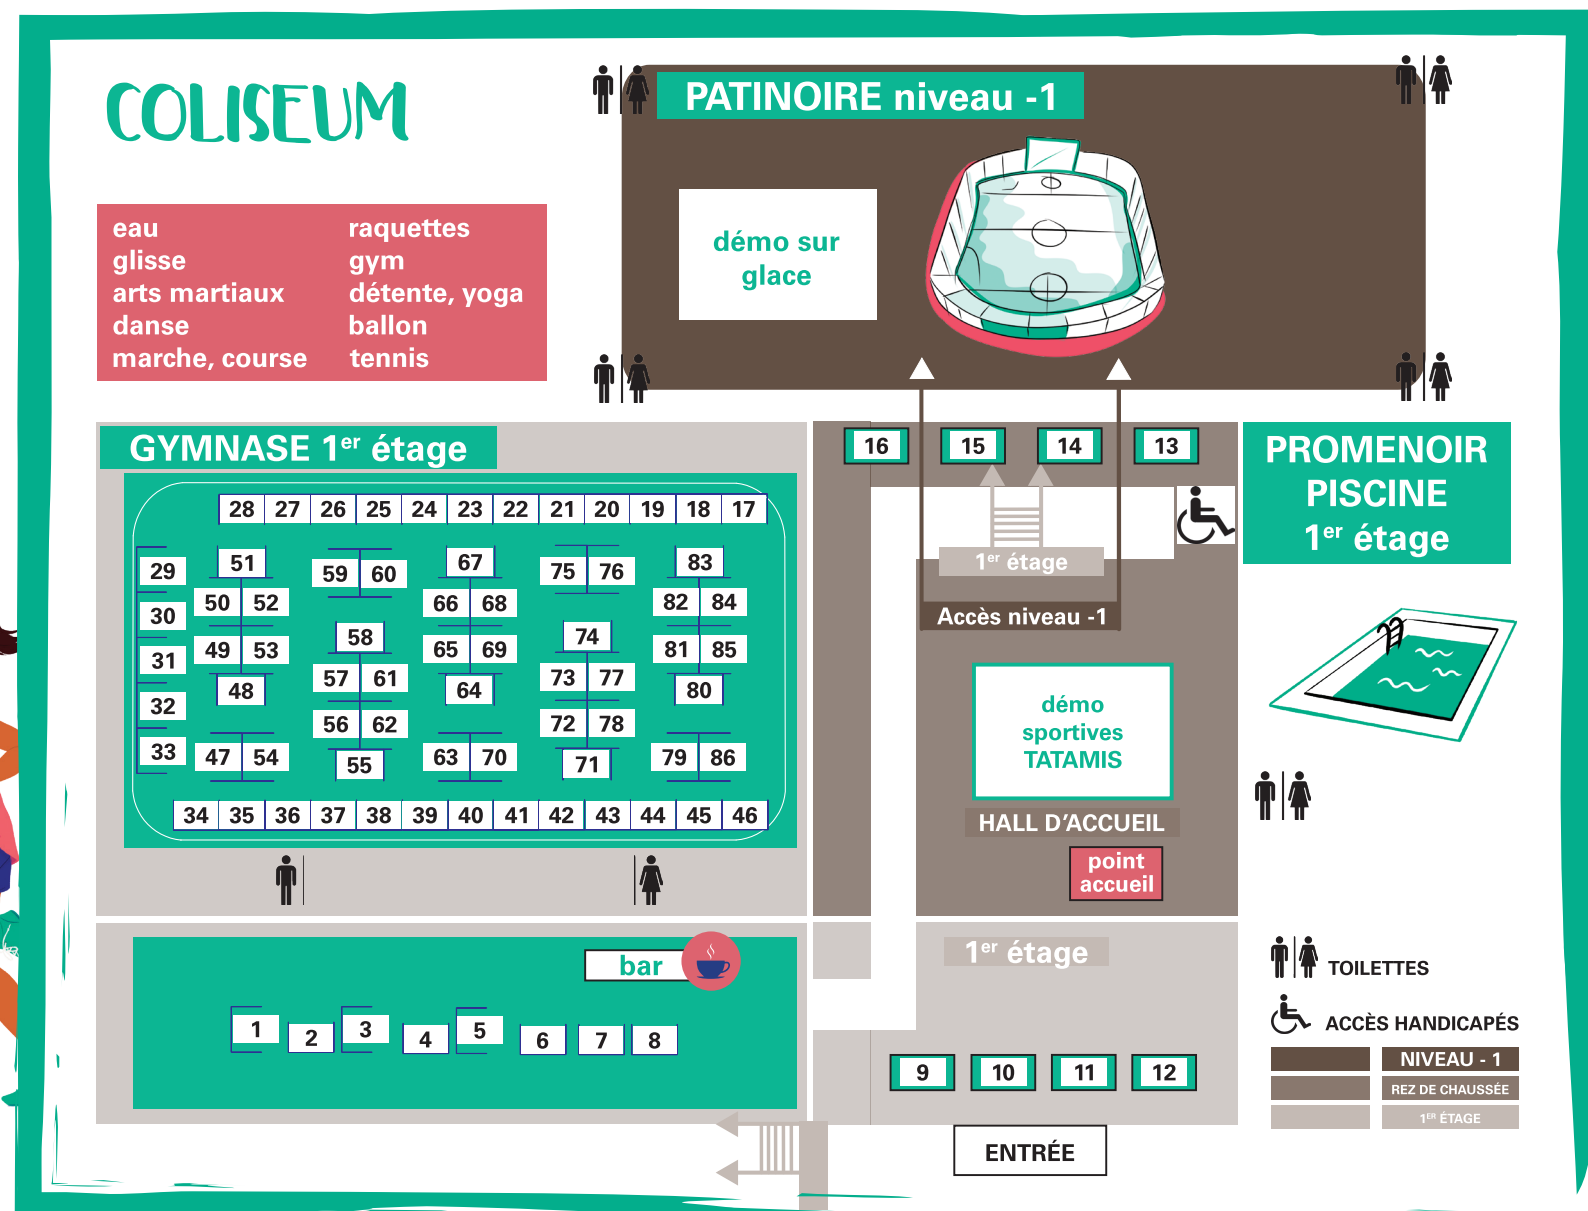 COLISEUM
PATINOIRE niveau -1
démo sur
glace
eau
glisse
arts martiaux
danse
marche, course
raquettes
gym
détente, yoga
ballon
tennis
GYMNASE 1er étage
28 27 26 25 24 23 22 21 20 19 18 17
29
30
31
32
33
51
50 52
49 53
48
47 54
59 60
58
57 61
56 62
55
67
66 68
65 69
64
63 70
75 76
74
73 77
72 78
71
83
82 84
81 85
80
79 86
34 35 36 37 38 39 40 41 42 43 44 45 46
16 15 14 13
1er étage
Accès niveau -1
démo
sportives
TATAMIS
HALL D’ACCUEIL
point
accueil
PROMENOIR
PISCINE
1er étage
bar
1 2 3 4 5 6 7 8
1er étage
9 10 11 12
ENTRÉE
TOILETTES
ACCÈS HANDICAPÉS
NIVEAU - 1
REZ DE CHAUSSÉE
1ER ÉTAGE